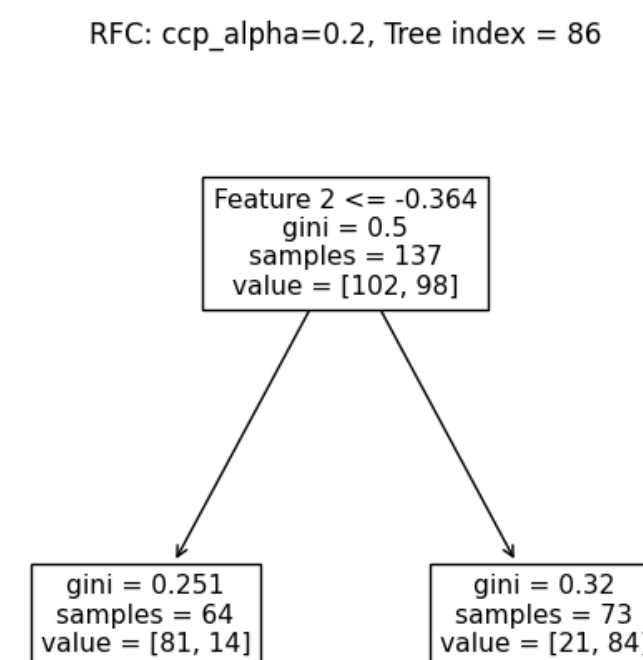 RFC: ccp_alpha=0.2, Tree index = 86
Feature 2 <= -0.364
gini = 0.5
samples = 137
value = [102, 98]
gini = 0.251
samples = 64
value = [81, 14]
gini = 0.32
samples = 73
value = [21, 84]